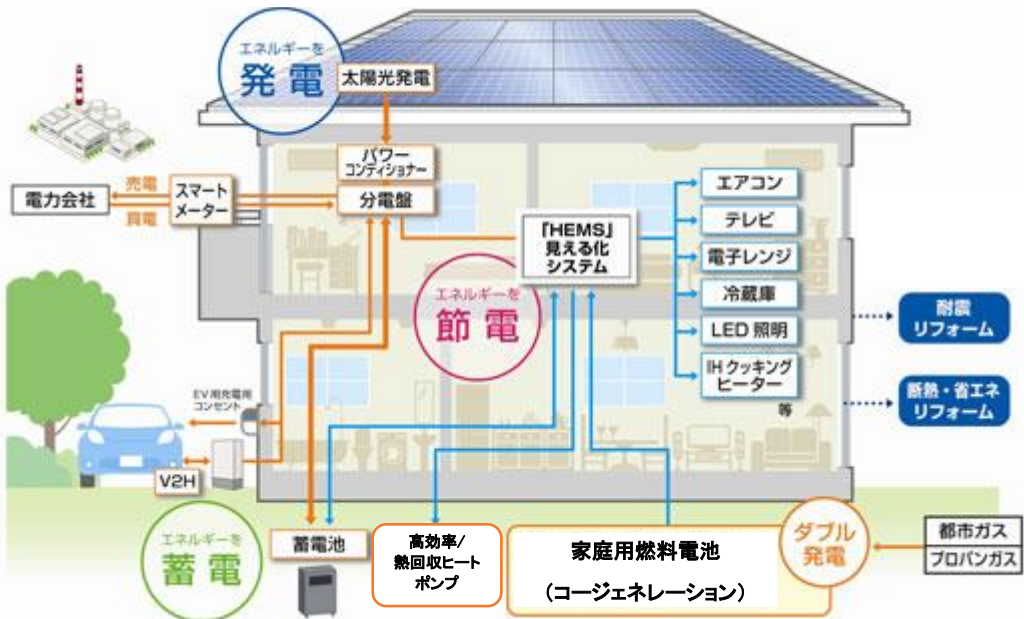 エネルギーを
発電
太陽光発電
パワー
コンディショナー
分電盤
売電
買電
電力会社
スマート
メーター
「HEMS」
見える化
システム
エアコン
テレビ
電子レンジ
冷蔵庫
LED 照明
IHクッキング
ヒーター
等
エネルギーを
節電
耐震
リフォーム
断熱・省エネ
リフォーム
EV用充電用
コンセント
V2H
エネルギーを
蓄電
蓄電池
高効率/
熱回収ヒート
ポンプ
家庭用燃料電池
(コージェネレーション)
ダブル
発電
都市ガス
プロパンガス